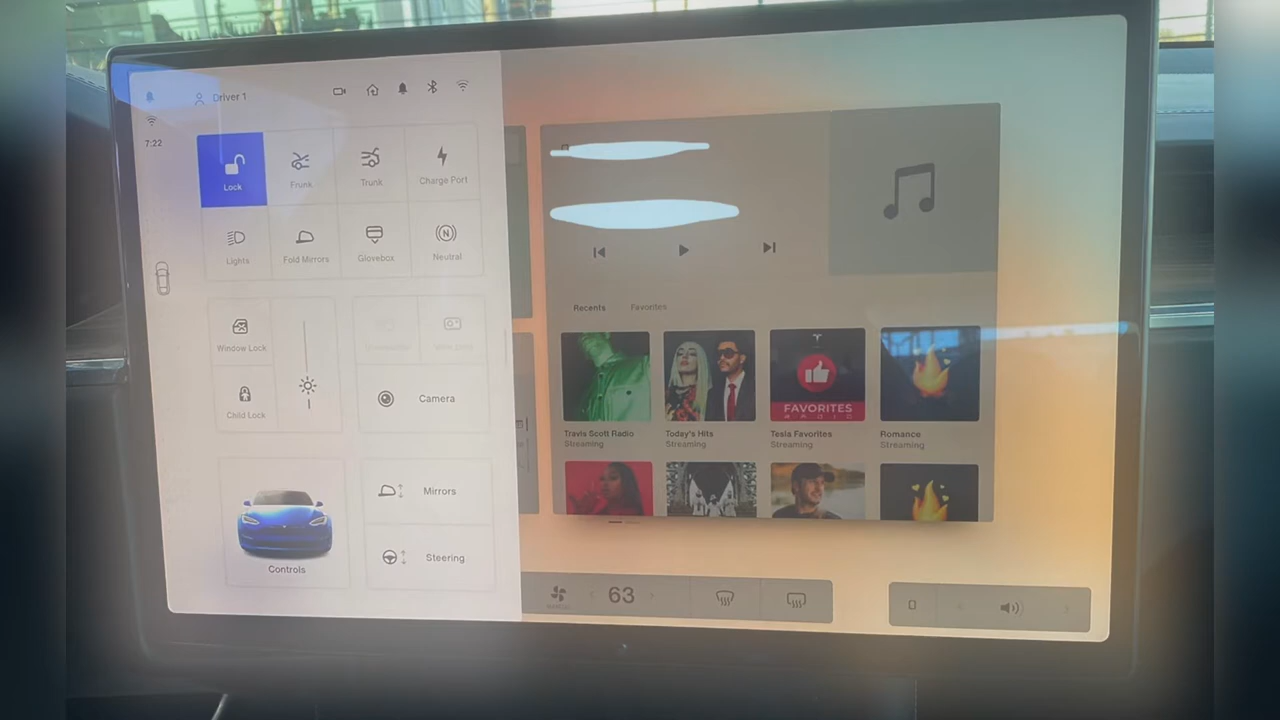 Driver 1
7:22
Lock
Frunk
Trunk
Charge Port
Lights
Fold Mirrors
Glovebox
N
Neutral
Window Lock
Child Lock
Camera
Mirrors
Steering
Controls
Recents
Favorites
FAVORITES
RADIO
Travis Scott Radio
Streaming
Today's Hits
Streaming
Tesla Favorites
Streaming
Romance
Streaming
63